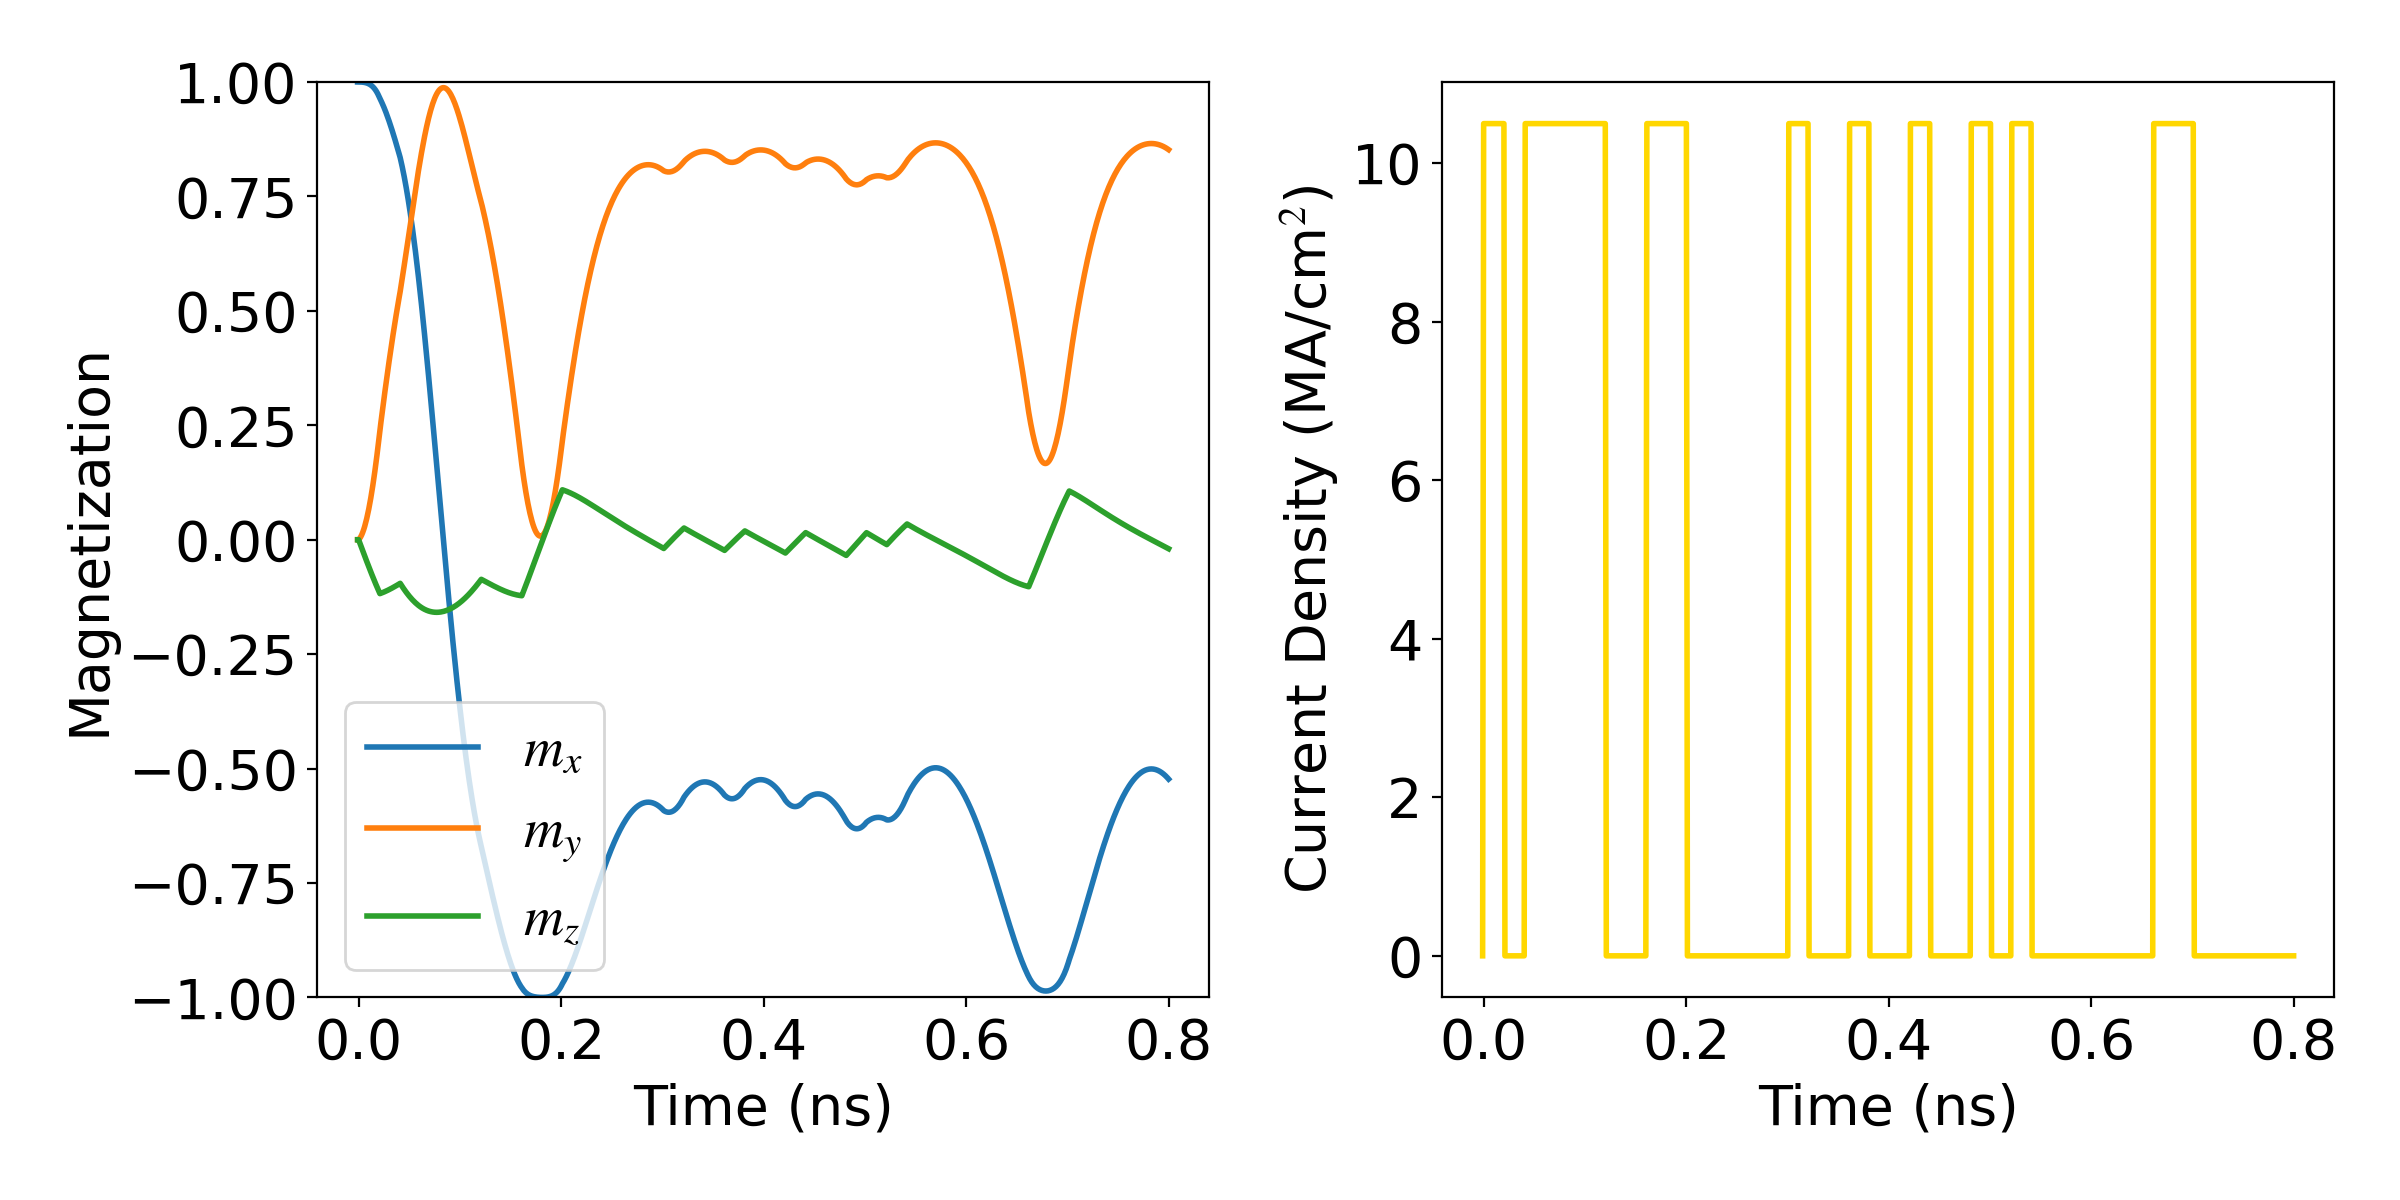 Magnetization
1.00
0.75
0.50
0.25
0.00
−0.25
−0.50
−0.75
−1.00
m_x
m_y
m_z
0.0 0.2 0.4 0.6 0.8
Time (ns)
Current Density (MA/cm²)
10
8
6
4
2
0
0.0 0.2 0.4 0.6 0.8
Time (ns)